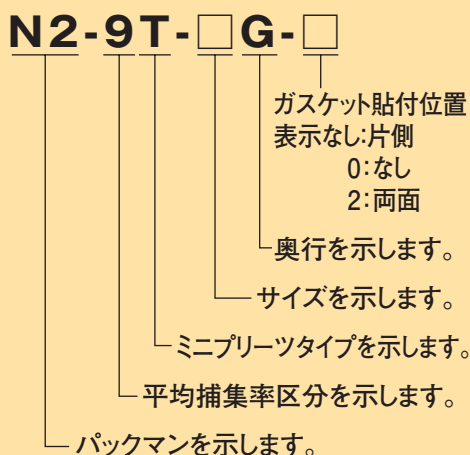 N2-9T-□G-□
ガスケット貼付位置
表示なし:片側
0:なし
2:両面
奥行を示します。
サイズを示します。
ミニプリーツタイプを示します。
平均捕集率区分を示します。
パックマンを示します。